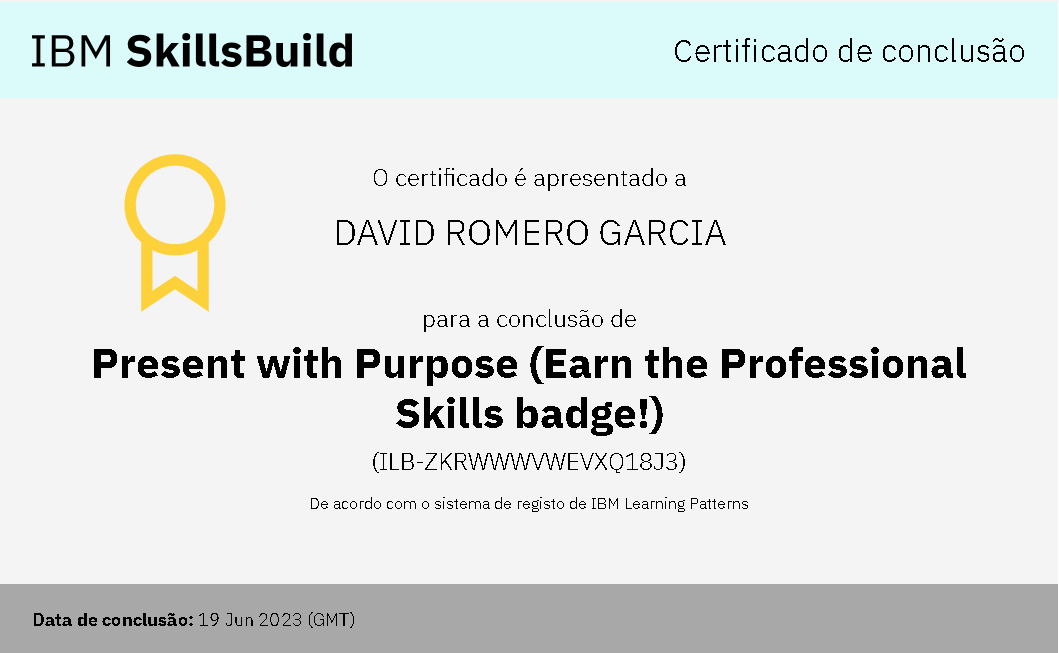 IBM SkillsBuild
Certificado de conclusão
O certificado é apresentado a
DAVID ROMERO GARCIA
para a conclusão de
Present with Purpose (Earn the Professional
Skills badge!)
(ILB-ZKRWWWVWEVXQ18J3)
De acordo com o sistema de registo de IBM Learning Patterns
Data de conclusão: 19 Jun 2023 (GMT)